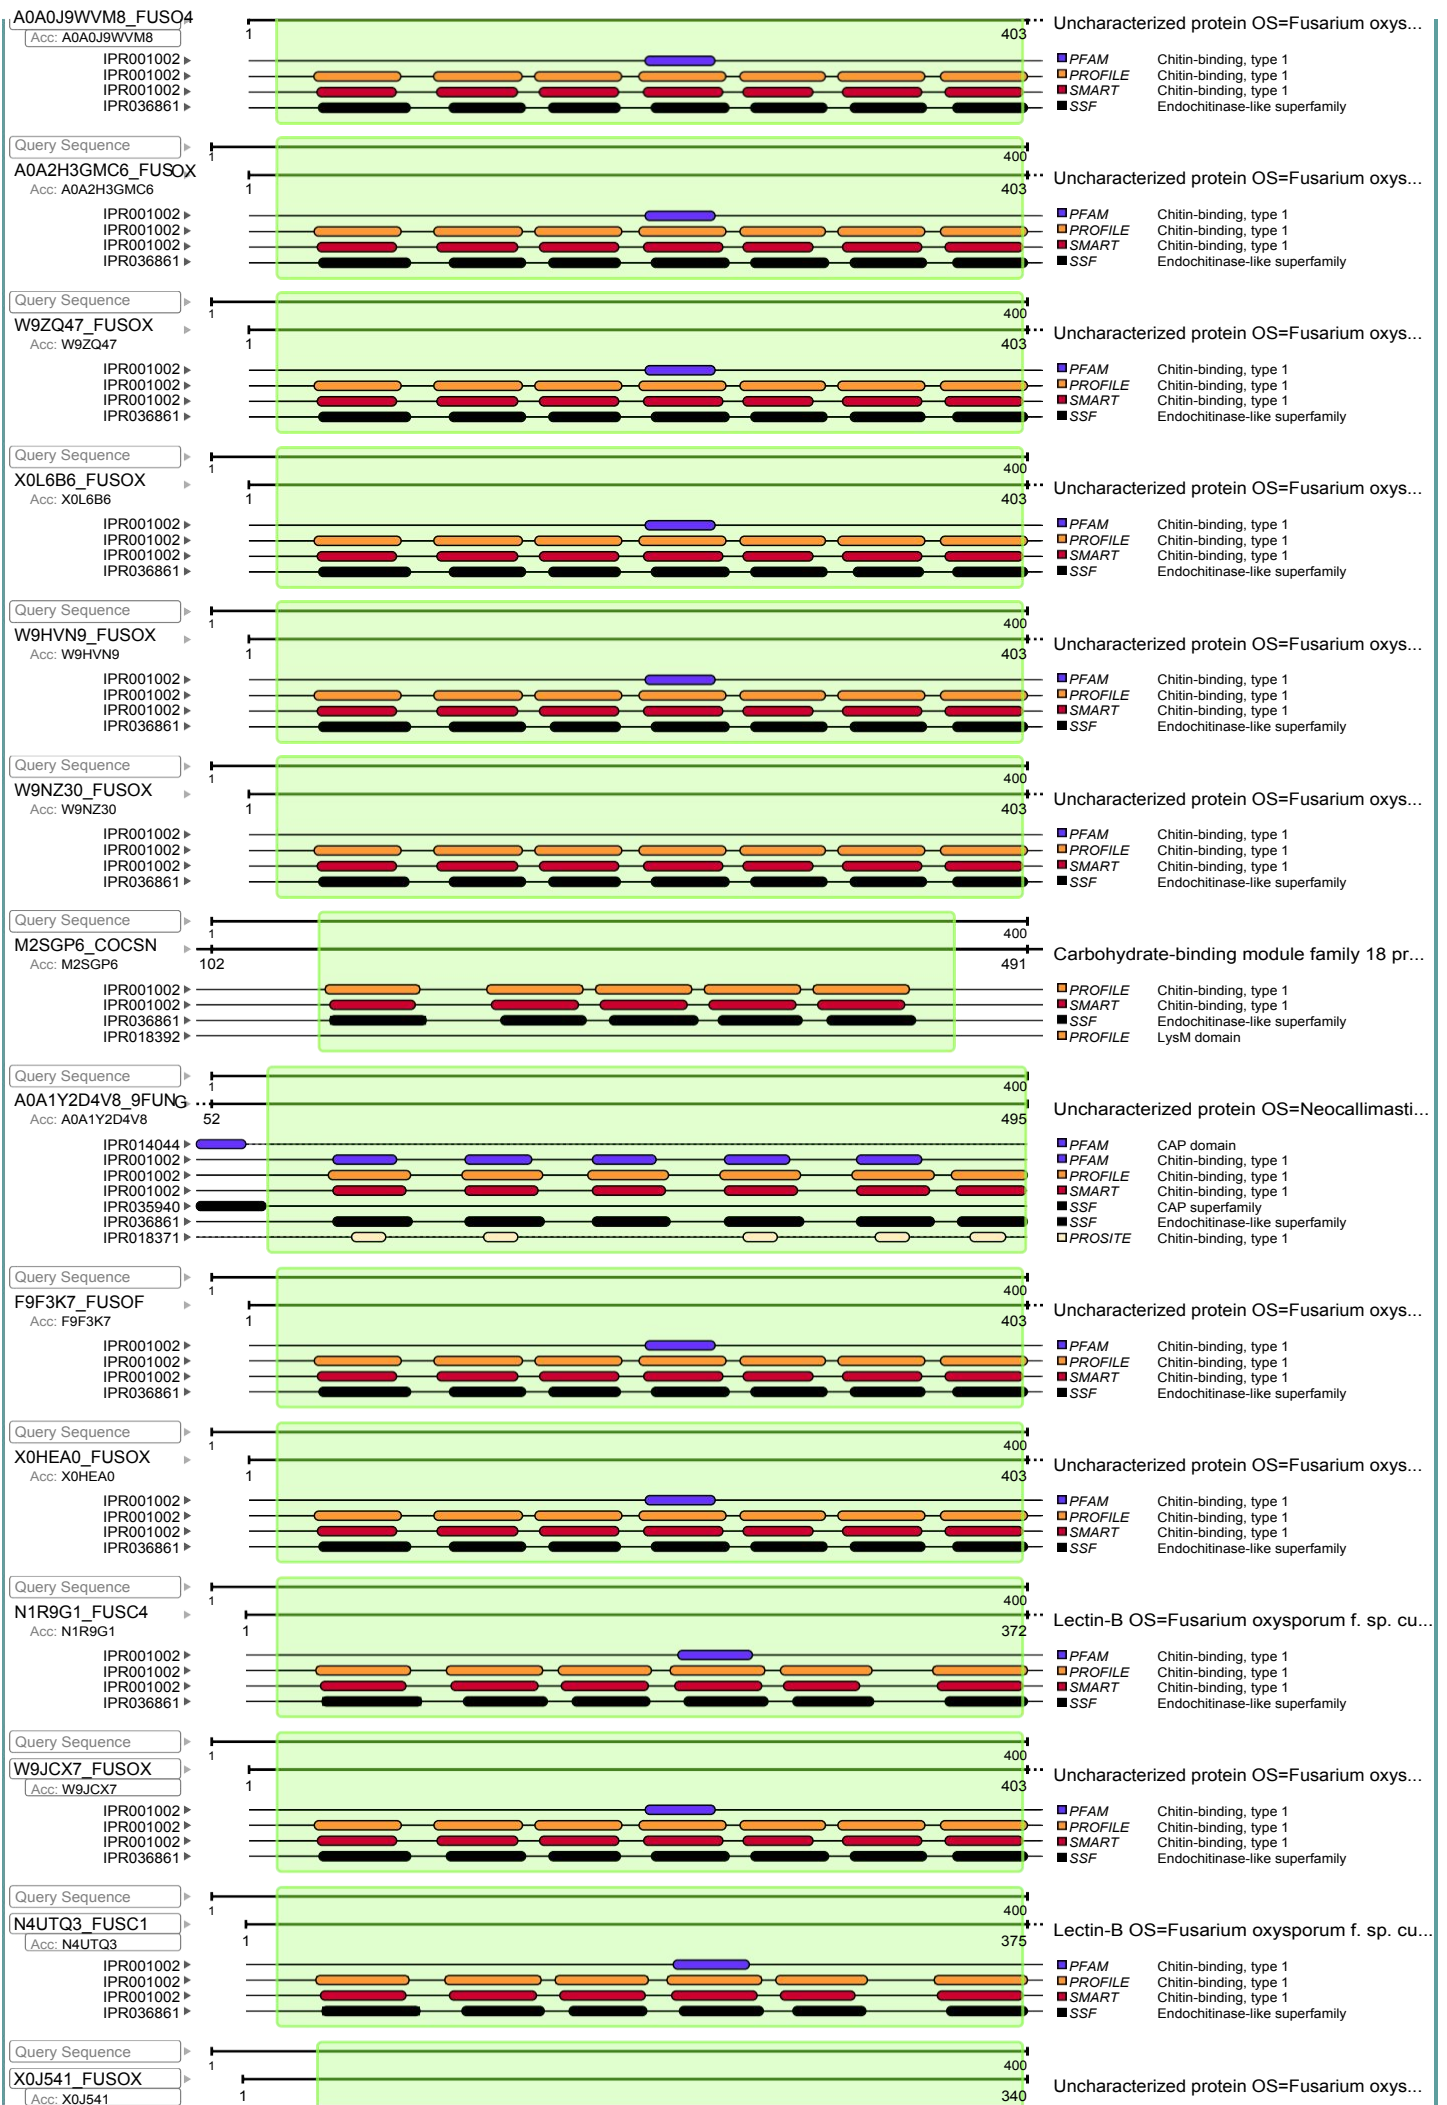 A0A0J9WVM8_FUSO4 1 403 Uncharacterized protein OS=Fusarium oxys...
Acc: A0A0J9WVM8
IPR001002 PFAM Chitin-binding, type 1
IPR001002 PROFILE Chitin-binding, type 1
IPR001002 SMART Chitin-binding, type 1
IPR036861 SSF Endochitinase-like superfamily
Query Sequence 1 400
A0A2H3GMC6_FUSOX 1 403 Uncharacterized protein OS=Fusarium oxys...
Acc: A0A2H3GMC6
IPR001002 PFAM Chitin-binding, type 1
IPR001002 PROFILE Chitin-binding, type 1
IPR001002 SMART Chitin-binding, type 1
IPR036861 SSF Endochitinase-like superfamily
Query Sequence 1 400
W9ZQ47_FUSOX 1 403 Uncharacterized protein OS=Fusarium oxys...
Acc: W9ZQ47
IPR001002 PFAM Chitin-binding, type 1
IPR001002 PROFILE Chitin-binding, type 1
IPR001002 SMART Chitin-binding, type 1
IPR036861 SSF Endochitinase-like superfamily
Query Sequence 1 400
X0L6B6_FUSOX 1 403 Uncharacterized protein OS=Fusarium oxys...
Acc: X0L6B6
IPR001002 PFAM Chitin-binding, type 1
IPR001002 PROFILE Chitin-binding, type 1
IPR001002 SMART Chitin-binding, type 1
IPR036861 SSF Endochitinase-like superfamily
Query Sequence 1 400
W9HVN9_FUSOX 1 403 Uncharacterized protein OS=Fusarium oxys...
Acc: W9HVN9
IPR001002 PFAM Chitin-binding, type 1
IPR001002 PROFILE Chitin-binding, type 1
IPR001002 SMART Chitin-binding, type 1
IPR036861 SSF Endochitinase-like superfamily
Query Sequence 1 400
W9NZ30_FUSOX 1 403 Uncharacterized protein OS=Fusarium oxys...
Acc: W9NZ30
IPR001002 PFAM Chitin-binding, type 1
IPR001002 PROFILE Chitin-binding, type 1
IPR001002 SMART Chitin-binding, type 1
IPR036861 SSF Endochitinase-like superfamily
Query Sequence 1 400
M2SGP6_COCSN 102 491 Carbohydrate-binding module family 18 pr...
Acc: M2SGP6
IPR001002 PROFILE Chitin-binding, type 1
IPR001002 SMART Chitin-binding, type 1
IPR036861 SSF Endochitinase-like superfamily
IPR018392 PROFILE LysM domain
Query Sequence 1 400
A0A1Y2D4V8_9FUNG 52 495 Uncharacterized protein OS=Neocallimasti...
Acc: A0A1Y2D4V8
IPR014044 PFAM CAP domain
IPR001002 PFAM Chitin-binding, type 1
IPR001002 PROFILE Chitin-binding, type 1
IPR001002 SMART Chitin-binding, type 1
IPR035940 SSF CAP superfamily
IPR036861 SSF Endochitinase-like superfamily
IPR018371 PROSITE Chitin-binding, type 1
Query Sequence 1 400
F9F3K7_FUSOF 1 403 Uncharacterized protein OS=Fusarium oxys...
Acc: F9F3K7
IPR001002 PFAM Chitin-binding, type 1
IPR001002 PROFILE Chitin-binding, type 1
IPR001002 SMART Chitin-binding, type 1
IPR036861 SSF Endochitinase-like superfamily
Query Sequence 1 400
X0HEA0_FUSOX 1 403 Uncharacterized protein OS=Fusarium oxys...
Acc: X0HEA0
IPR001002 PFAM Chitin-binding, type 1
IPR001002 PROFILE Chitin-binding, type 1
IPR001002 SMART Chitin-binding, type 1
IPR036861 SSF Endochitinase-like superfamily
Query Sequence 1 400
N1R9G1_FUSC4 1 372 Lectin-B OS=Fusarium oxysporum f. sp. cu...
Acc: N1R9G1
IPR001002 PFAM Chitin-binding, type 1
IPR001002 PROFILE Chitin-binding, type 1
IPR001002 SMART Chitin-binding, type 1
IPR036861 SSF Endochitinase-like superfamily
Query Sequence 1 400
W9JCX7_FUSOX 1 403 Uncharacterized protein OS=Fusarium oxys...
Acc: W9JCX7
IPR001002 PFAM Chitin-binding, type 1
IPR001002 PROFILE Chitin-binding, type 1
IPR001002 SMART Chitin-binding, type 1
IPR036861 SSF Endochitinase-like superfamily
Query Sequence 1 400
N4UTQ3_FUSC1 1 375 Lectin-B OS=Fusarium oxysporum f. sp. cu...
Acc: N4UTQ3
IPR001002 PFAM Chitin-binding, type 1
IPR001002 PROFILE Chitin-binding, type 1
IPR001002 SMART Chitin-binding, type 1
IPR036861 SSF Endochitinase-like superfamily
Query Sequence 1 400
X0J541_FUSOX 1 340 Uncharacterized protein OS=Fusarium oxys...
Acc: X0J541